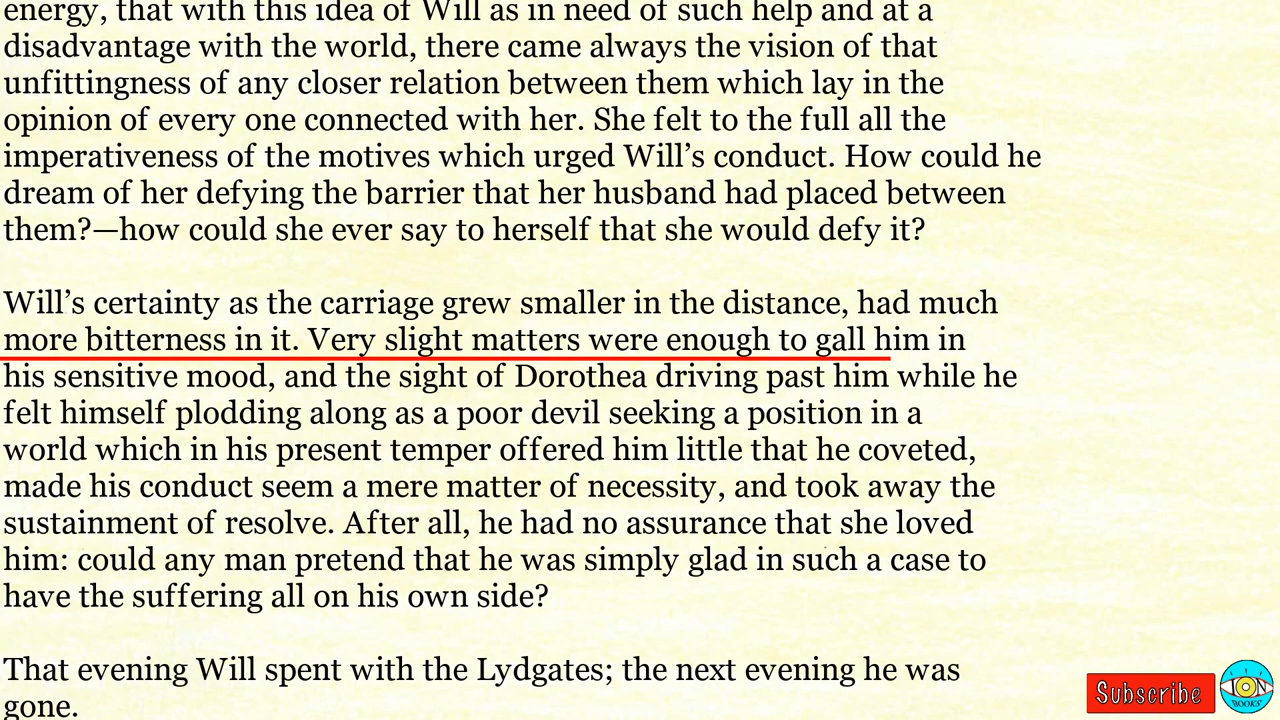 energy, that with this idea of Will as in need of such help and at a
disadvantage with the world, there came always the vision of that
unfittingness of any closer relation between them which lay in the
opinion of every one connected with her. She felt to the full all the
imperativeness of the motives which urged Will’s conduct. How could he
dream of her defying the barrier that her husband had placed between
them?—how could she ever say to herself that she would defy it?
Will’s certainty as the carriage grew smaller in the distance, had much
more bitterness in it. Very slight matters were enough to gall him in
his sensitive mood, and the sight of Dorothea driving past him while he
felt himself plodding along as a poor devil seeking a position in a
world which in his present temper offered him little that he coveted,
made his conduct seem a mere matter of necessity, and took away the
sustainment of resolve. After all, he had no assurance that she loved
him: could any man pretend that he was simply glad in such a case to
have the suffering all on his own side?
That evening Will spent with the Lydgates; the next evening he was
gone.
Subscribe
ION
BOOKS